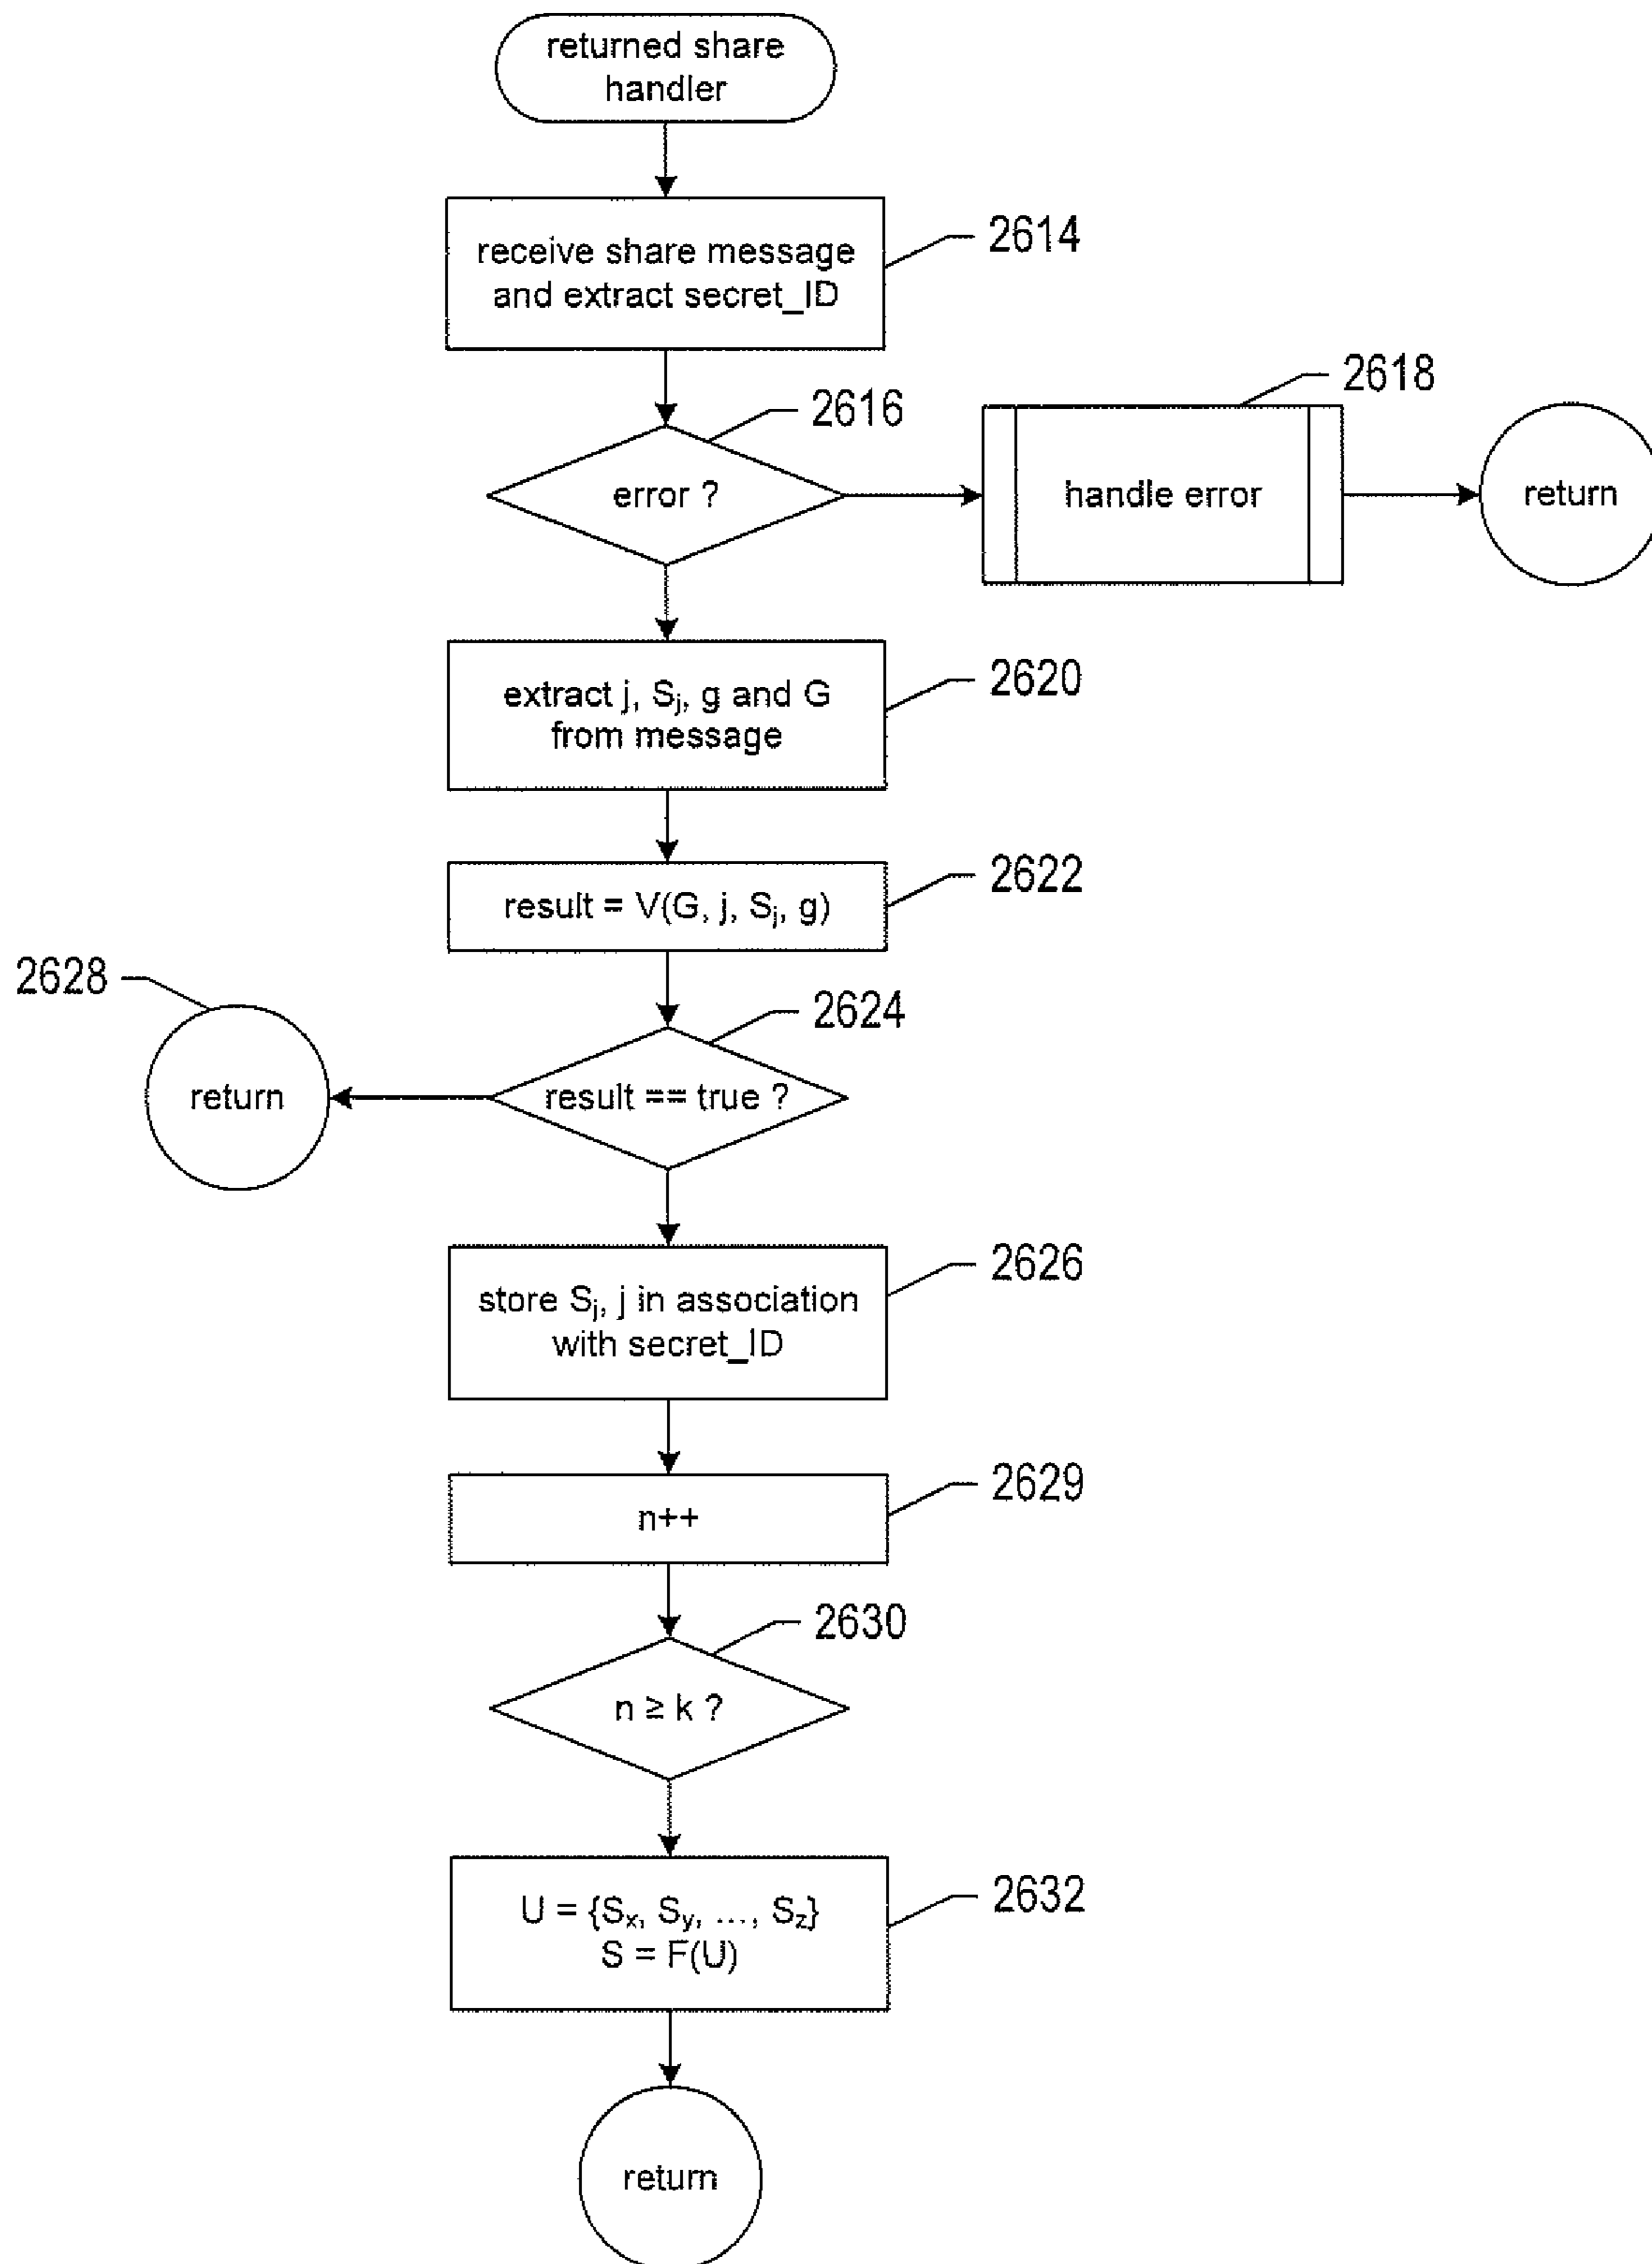 returned share
handler
2614
receive share message
and extract secret_ID
2616
2618
error ?
handle error
return
2620
extract j, Sj, g and G
from message
2622
result = V(G, j, Sj, g)
2628
2624
return
result == true ?
2626
store Sj, j in association
with secret_ID
2629
n++
2630
n ≥ k ?
2632
U = {Sx, Sy, ..., Sz}
S = F(U)
return